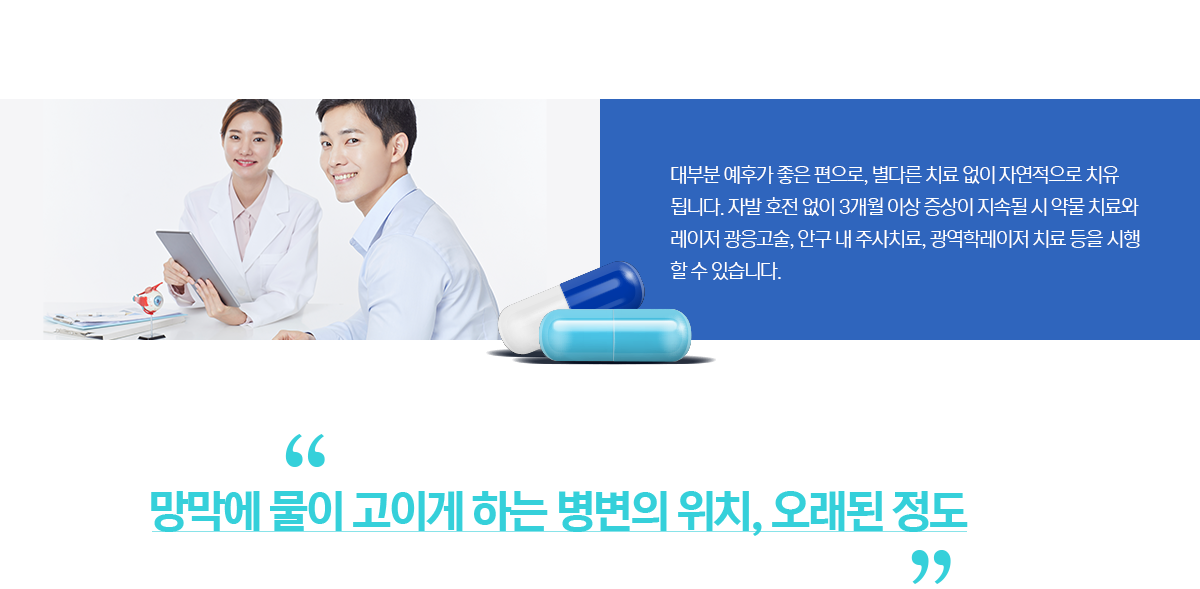 대부분 예후가 좋은 편으로, 별다른 치료 없이 자연적으로 치유
됩니다. 자발 호전 없이 3개월 이상 증상이 지속될 시 약물 치료와
레이저 광응고술, 안구 내 주사치료, 광역학레이저 치료 등을 시행
할 수 있습니다.
“
망막에 물이 고이게 하는 병변의 위치, 오래된 정도
”